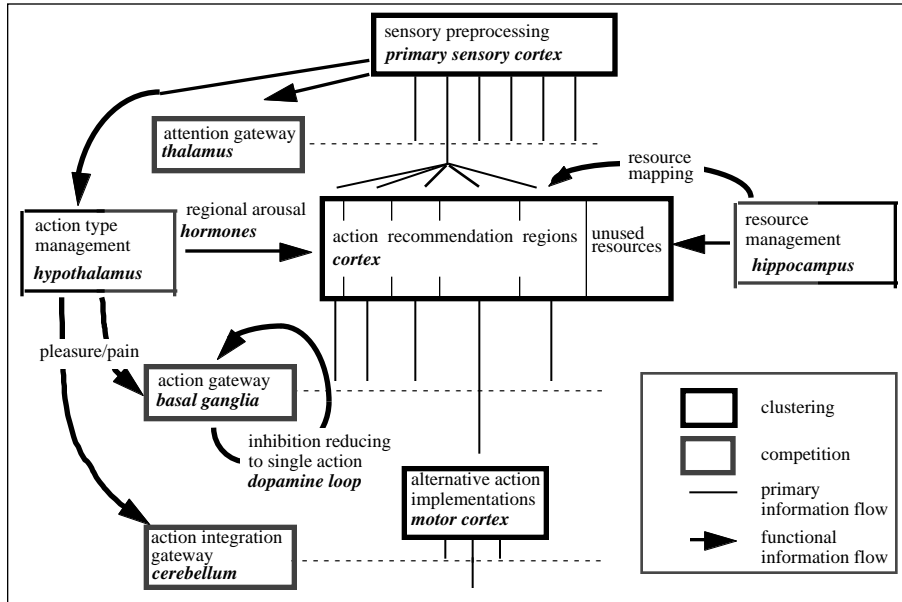 sensory preprocessing
primary sensory cortex
attention gateway
thalamus
resource
mapping
action type
management
hypothalamus
regional arousal
hormones
action recommendation regions
cortex
unused
resources
resource
management
hippocampus
pleasure/pain
action gateway
basal ganglia
inhibition reducing
to single action
dopamine loop
alternative action
implementations
motor cortex
action integration
gateway
cerebellum
clustering
competition
primary
information flow
functional
information flow